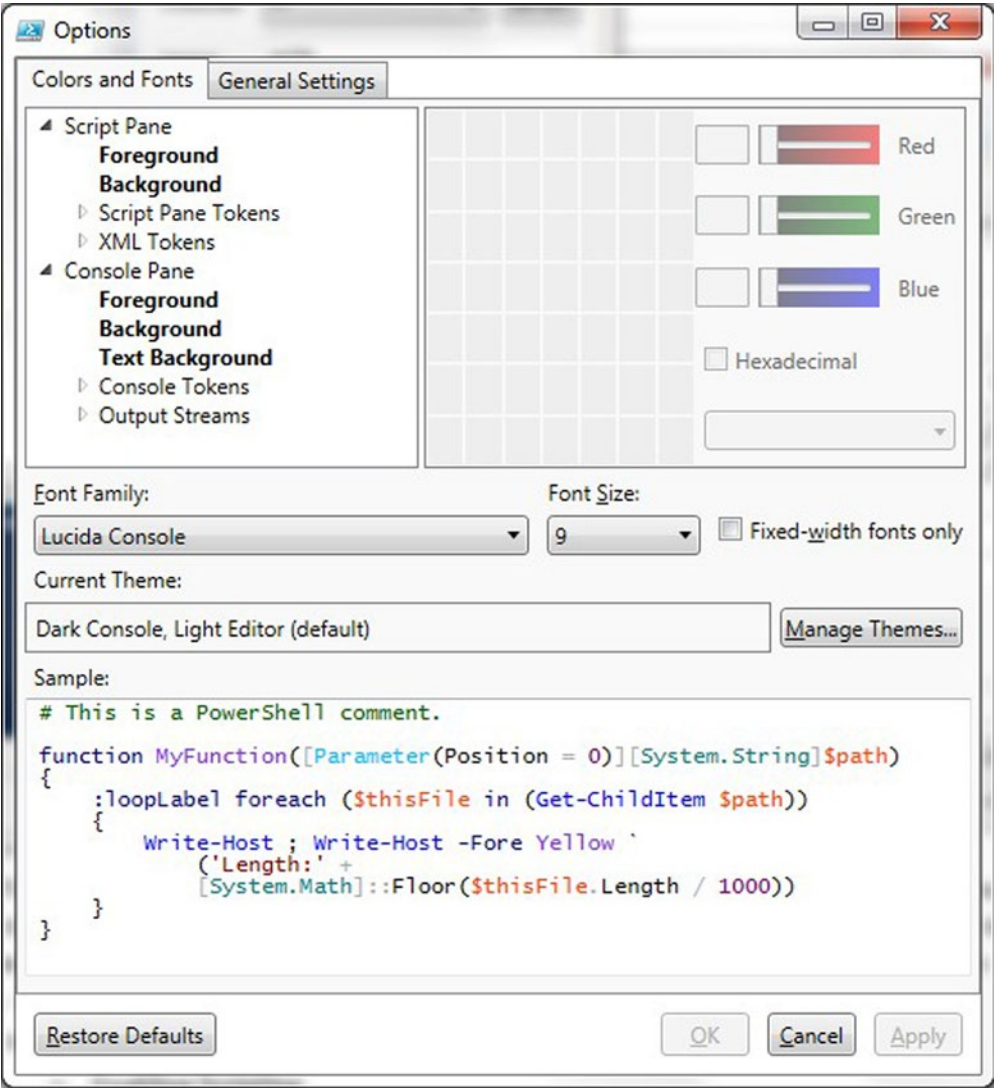 Options
Colors and Fonts
General Settings
Script Pane
Foreground
Background
Script Pane Tokens
XML Tokens
Console Pane
Foreground
Background
Text Background
Console Tokens
Output Streams
Red
Green
Blue
Hexadecimal
Font Family:
Font Size:
Lucida Console
9
Fixed-width fonts only
Current Theme:
Dark Console, Light Editor (default)
Manage Themes...
Sample:
# This is a PowerShell comment.
function MyFunction([Parameter(Position = 0)][System.String]$path)
{
:loopLabel foreach ($thisFile in (Get-ChildItem $path))
{
Write-Host ; Write-Host -Fore Yellow `
('Length:' +
[System.Math]::Floor($thisFile.Length / 1000))
}
}
Restore Defaults
OK
Cancel
Apply